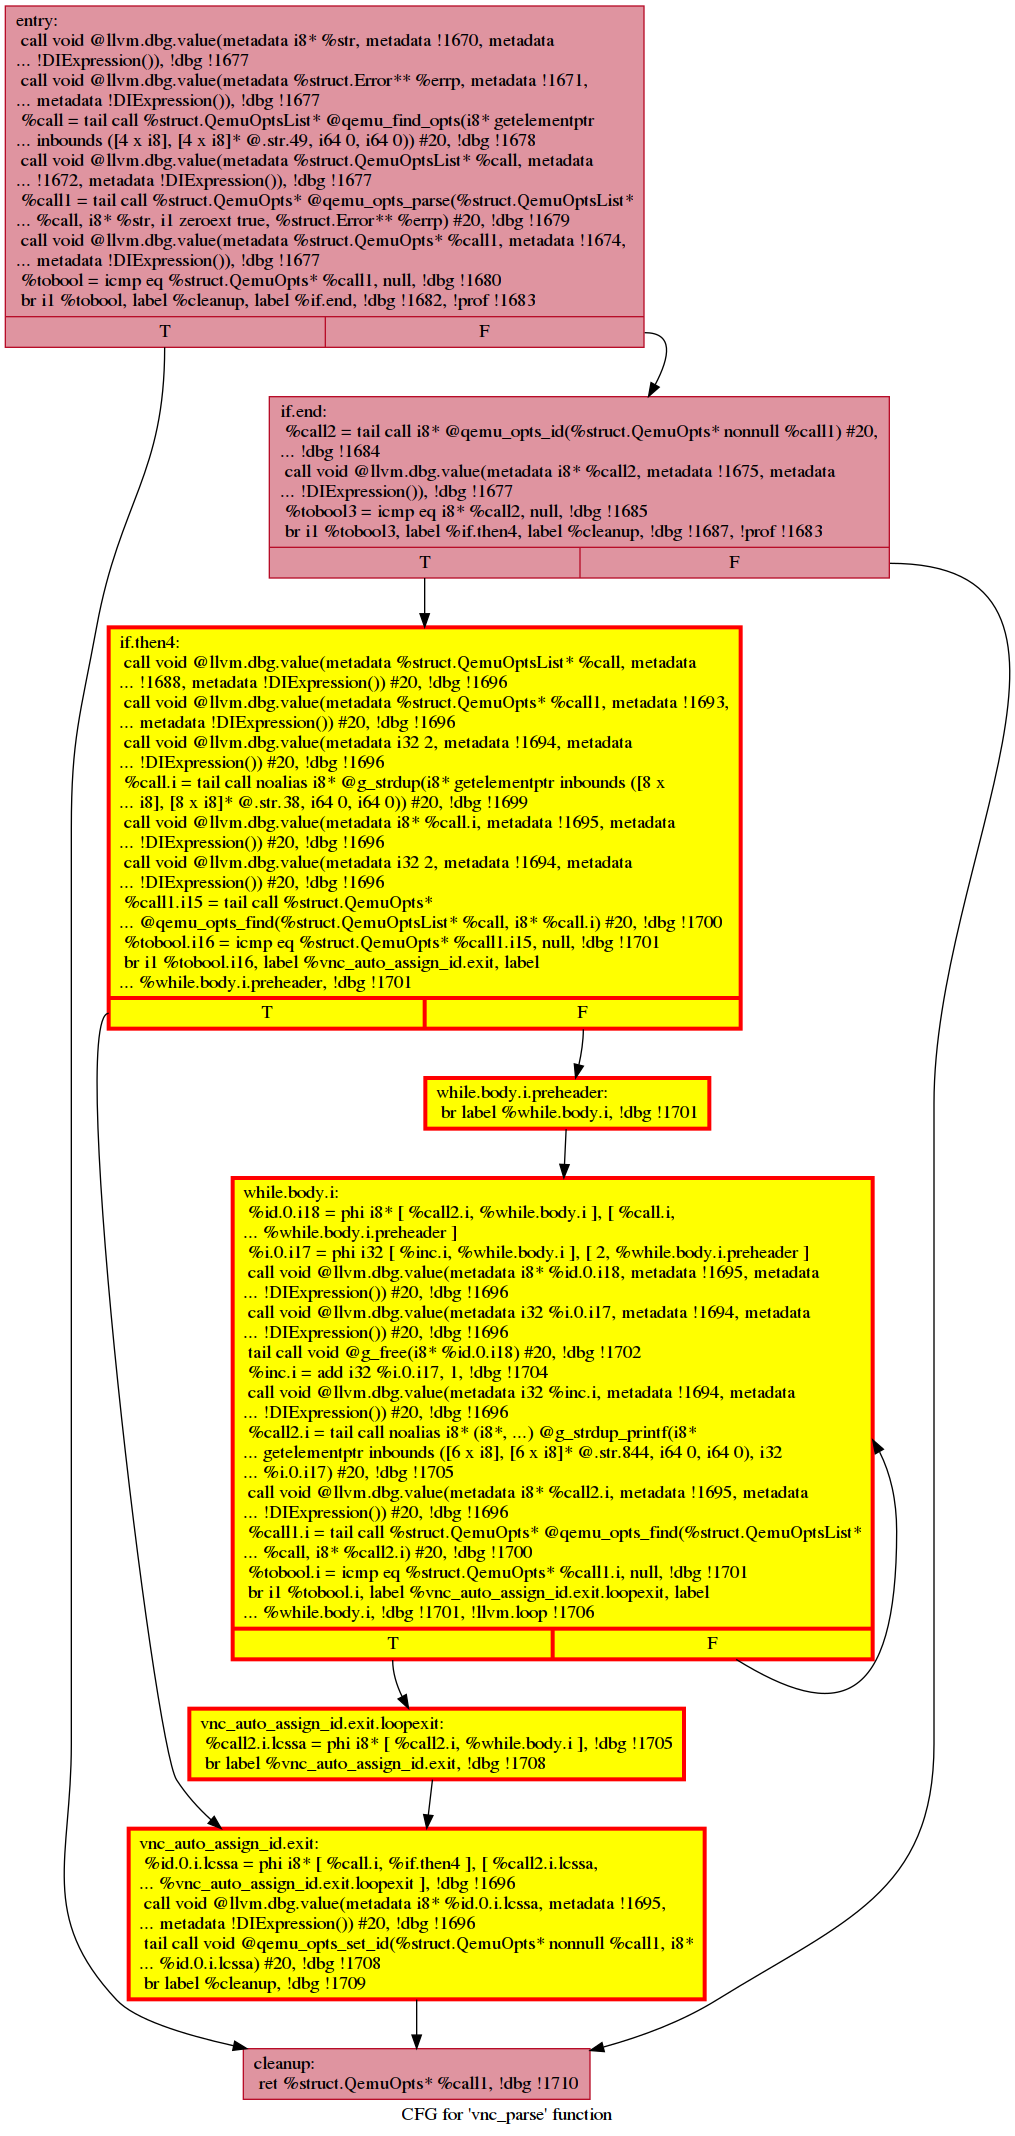 entry:
call void @llvm.dbg.value(metadata i8* %str, metadata !1670, metadata
... !DIExpression()), !dbg !1677
call void @llvm.dbg.value(metadata %struct.Error** %errp, metadata !1671,
... metadata !DIExpression()), !dbg !1677
%call = tail call %struct.QemuOptsList* @qemu_find_opts(i8* getelementptr
... inbounds ([4 x i8], [4 x i8]* @.str.49, i64 0, i64 0)) #20, !dbg !1678
call void @llvm.dbg.value(metadata %struct.QemuOptsList* %call, metadata
... !1672, metadata !DIExpression()), !dbg !1677
%call1 = tail call %struct.QemuOpts* @qemu_opts_parse(%struct.QemuOptsList*
... %call, i8* %str, i1 zeroext true, %struct.Error** %errp) #20, !dbg !1679
call void @llvm.dbg.value(metadata %struct.QemuOpts* %call1, metadata !1674,
... metadata !DIExpression()), !dbg !1677
%tobool = icmp eq %struct.QemuOpts* %call1, null, !dbg !1680
br i1 %tobool, label %cleanup, label %if.end, !dbg !1682, !prof !1683
T F
if.end:
%call2 = tail call i8* @qemu_opts_id(%struct.QemuOpts* nonnull %call1) #20,
... !dbg !1684
call void @llvm.dbg.value(metadata i8* %call2, metadata !1675, metadata
... !DIExpression()), !dbg !1677
%tobool3 = icmp eq i8* %call2, null, !dbg !1685
br i1 %tobool3, label %if.then4, label %cleanup, !dbg !1687, !prof !1683
T F
if.then4:
call void @llvm.dbg.value(metadata %struct.QemuOptsList* %call, metadata
... !1688, metadata !DIExpression()) #20, !dbg !1696
call void @llvm.dbg.value(metadata %struct.QemuOpts* %call1, metadata !1693,
... metadata !DIExpression()) #20, !dbg !1696
call void @llvm.dbg.value(metadata i32 2, metadata !1694, metadata
... !DIExpression()) #20, !dbg !1696
%call.i = tail call noalias i8* @g_strdup(i8* getelementptr inbounds ([8 x
... i8], [8 x i8]* @.str.38, i64 0, i64 0)) #20, !dbg !1699
call void @llvm.dbg.value(metadata i8* %call.i, metadata !1695, metadata
... !DIExpression()) #20, !dbg !1696
call void @llvm.dbg.value(metadata i32 2, metadata !1694, metadata
... !DIExpression()) #20, !dbg !1696
%call1.i15 = tail call %struct.QemuOpts*
... @qemu_opts_find(%struct.QemuOptsList* %call, i8* %call.i) #20, !dbg !1700
%tobool.i16 = icmp eq %struct.QemuOpts* %call1.i15, null, !dbg !1701
br i1 %tobool.i16, label %vnc_auto_assign_id.exit, label
... %while.body.i.preheader, !dbg !1701
T F
while.body.i.preheader:
br label %while.body.i, !dbg !1701
while.body.i:
%id.0.i18 = phi i8* [ %call2.i, %while.body.i ], [ %call.i,
... %while.body.i.preheader ]
%i.0.i17 = phi i32 [ %inc.i, %while.body.i ], [ 2, %while.body.i.preheader ]
call void @llvm.dbg.value(metadata i8* %id.0.i18, metadata !1695, metadata
... !DIExpression()) #20, !dbg !1696
call void @llvm.dbg.value(metadata i32 %i.0.i17, metadata !1694, metadata
... !DIExpression()) #20, !dbg !1696
tail call void @g_free(i8* %id.0.i18) #20, !dbg !1702
%inc.i = add i32 %i.0.i17, 1, !dbg !1704
call void @llvm.dbg.value(metadata i32 %inc.i, metadata !1694, metadata
... !DIExpression()) #20, !dbg !1696
%call2.i = tail call noalias i8* (i8*, ...) @g_strdup_printf(i8*
... getelementptr inbounds ([6 x i8], [6 x i8]* @.str.844, i64 0, i64 0), i32
... %i.0.i17) #20, !dbg !1705
call void @llvm.dbg.value(metadata i8* %call2.i, metadata !1695, metadata
... !DIExpression()) #20, !dbg !1696
%call1.i = tail call %struct.QemuOpts* @qemu_opts_find(%struct.QemuOptsList*
... %call, i8* %call2.i) #20, !dbg !1700
%tobool.i = icmp eq %struct.QemuOpts* %call1.i, null, !dbg !1701
br i1 %tobool.i, label %vnc_auto_assign_id.exit.loopexit, label
... %while.body.i, !dbg !1701, !llvm.loop !1706
T F
vnc_auto_assign_id.exit.loopexit:
%call2.i.lcssa = phi i8* [ %call2.i, %while.body.i ], !dbg !1705
br label %vnc_auto_assign_id.exit, !dbg !1708
vnc_auto_assign_id.exit:
%id.0.i.lcssa = phi i8* [ %call.i, %if.then4 ], [ %call2.i.lcssa,
... %vnc_auto_assign_id.exit.loopexit ], !dbg !1696
call void @llvm.dbg.value(metadata i8* %id.0.i.lcssa, metadata !1695,
... metadata !DIExpression()) #20, !dbg !1696
tail call void @qemu_opts_set_id(%struct.QemuOpts* nonnull %call1, i8*
... %id.0.i.lcssa) #20, !dbg !1708
br label %cleanup, !dbg !1709
cleanup:
ret %struct.QemuOpts* %call1, !dbg !1710
CFG for 'vnc_parse' function